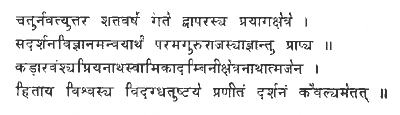 चतुर्नवत्युत्तर शतवर्षे गते द्वापरस्य प्रयागक्षेत्रे ।
सदर्शनविज्ञानमन्वयार्थं परमगुरुराजस्याज्ञान्तु प्राप्य ॥
कडारवंश्यप्रियनाथस्वामिकादम्बिनीक्षेत्रनाथात्मजेन ।
हिताय विश्वस्य विदग्धतुष्टये प्रणीतं दर्शनं कैवल्यमेतत् ॥